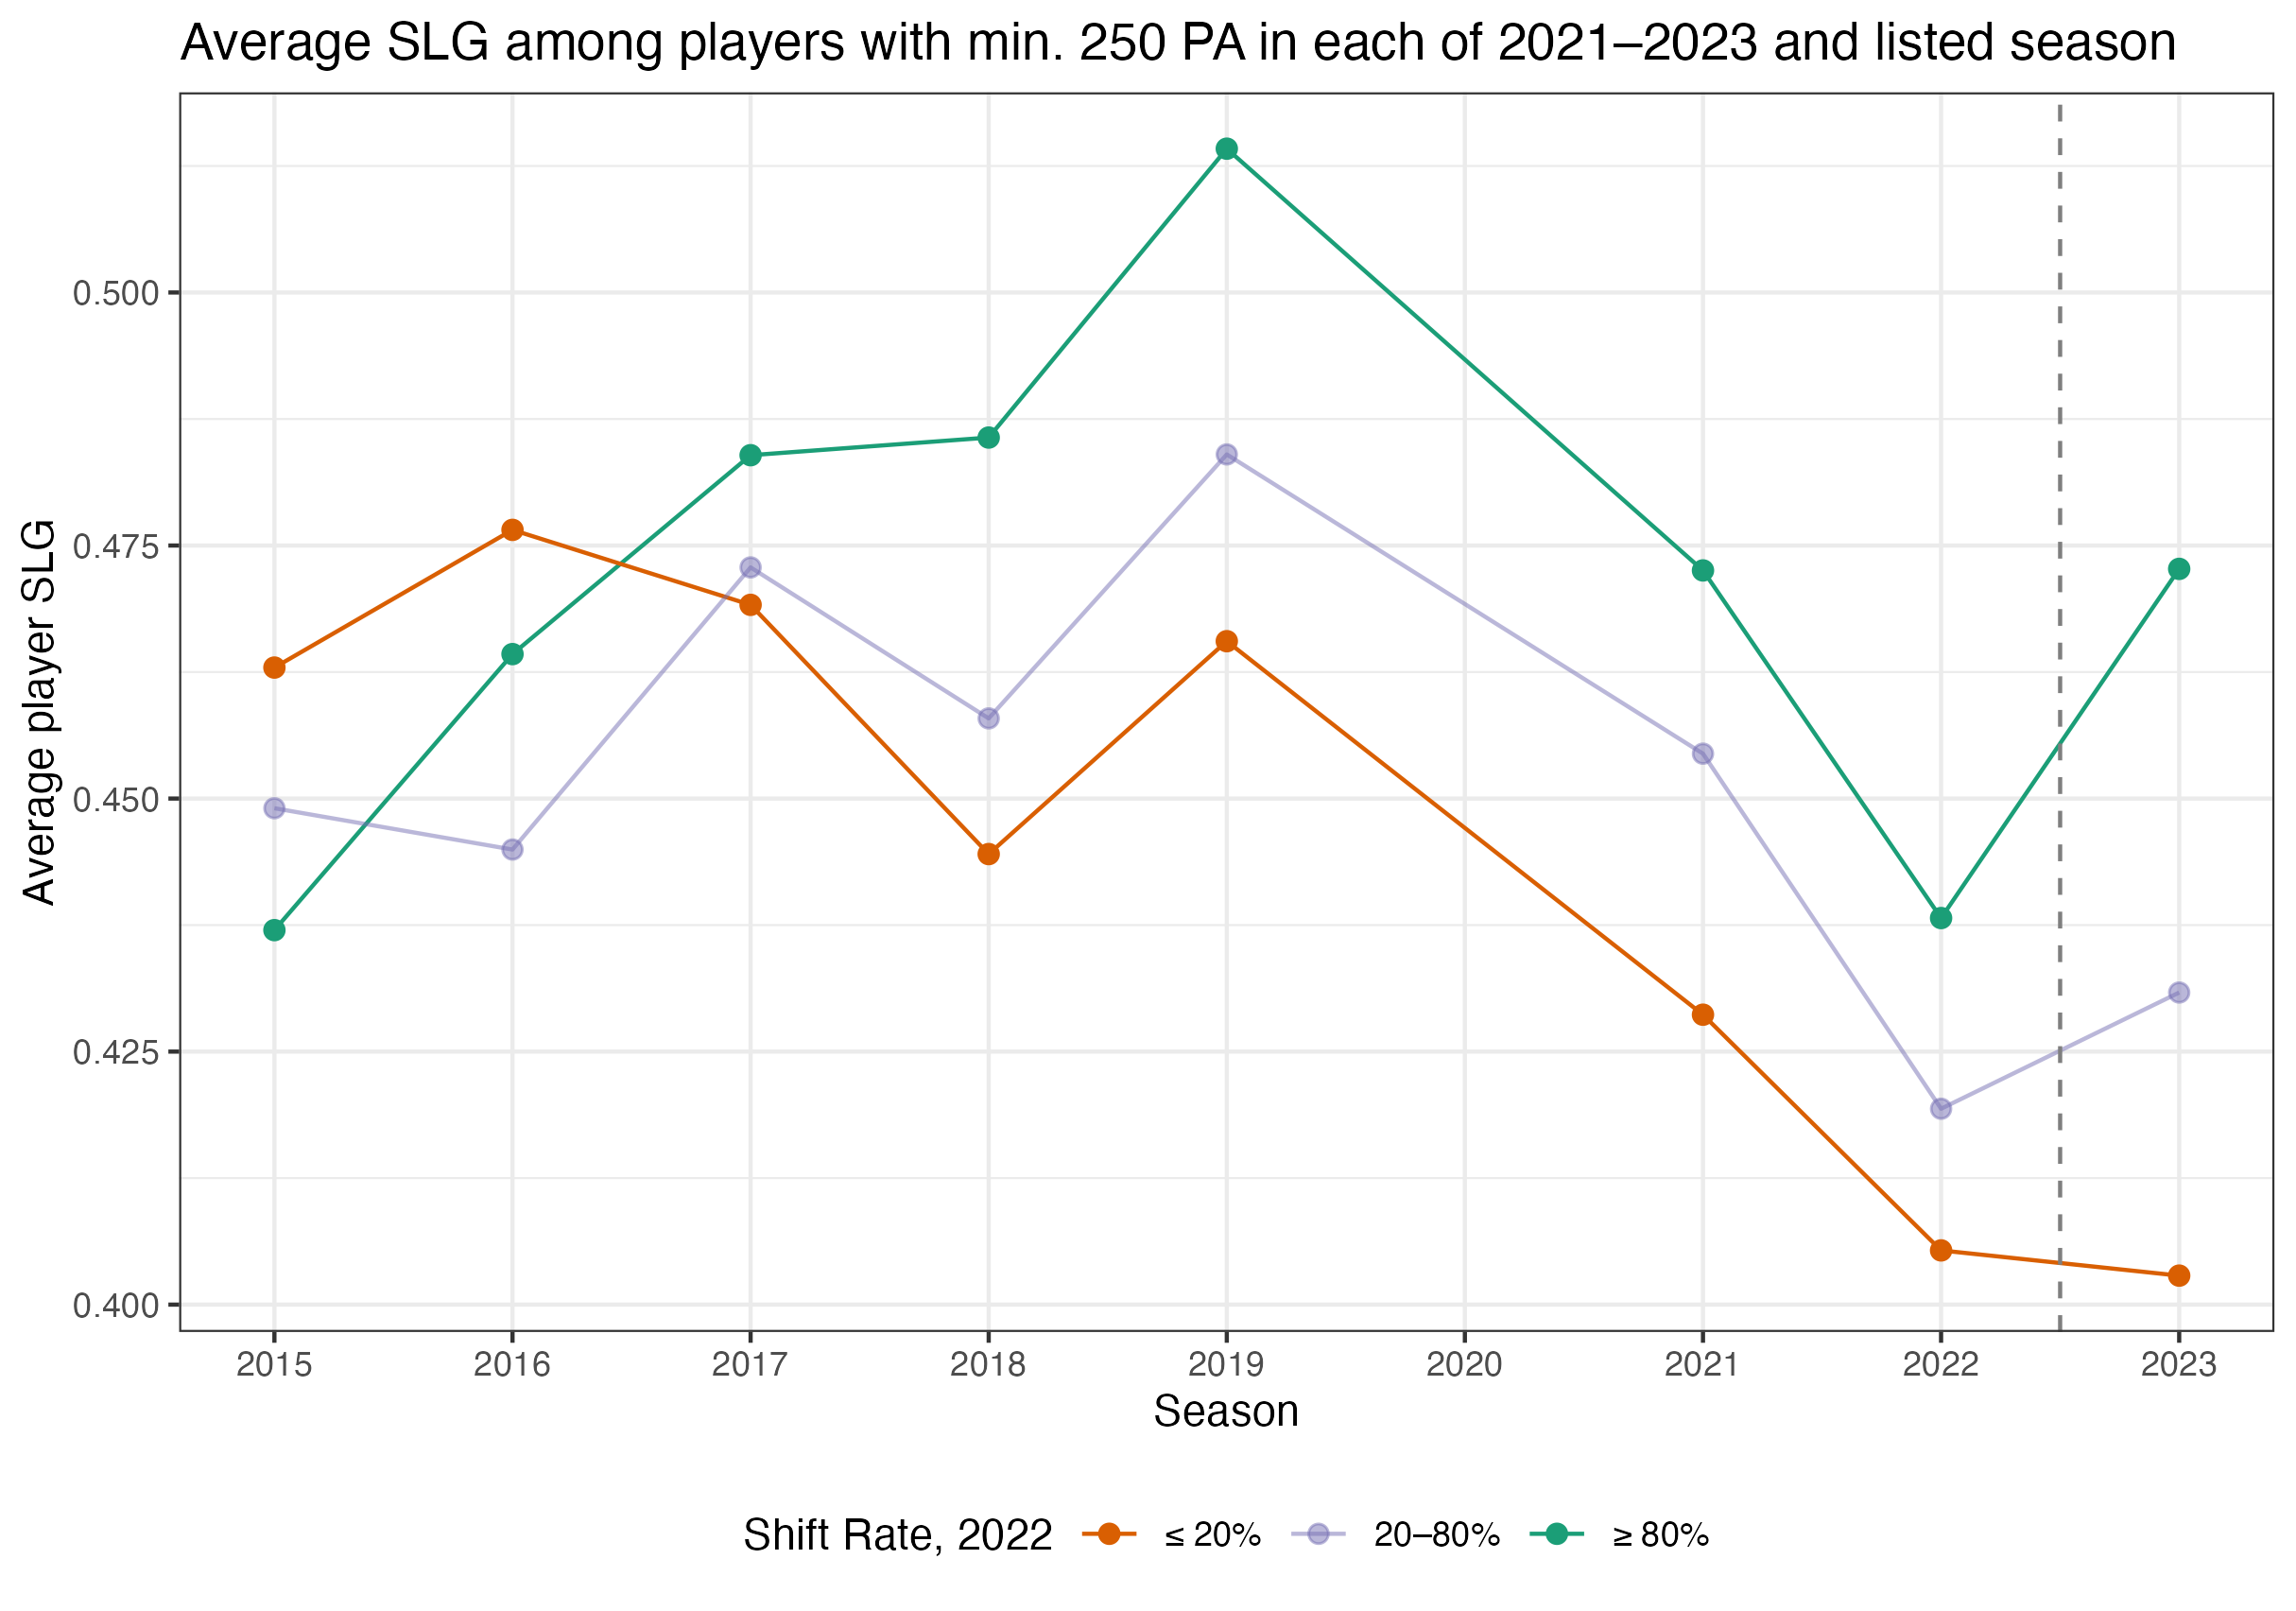 Average SLG among players with min. 250 PA in each of 2021–2023 and listed season
Average player SLG
0.500
0.475
0.450
0.425
0.400
2015 2016 2017 2018 2019 2020 2021 2022 2023
Season
Shift Rate, 2022 ≤ 20% 20–80% ≥ 80%